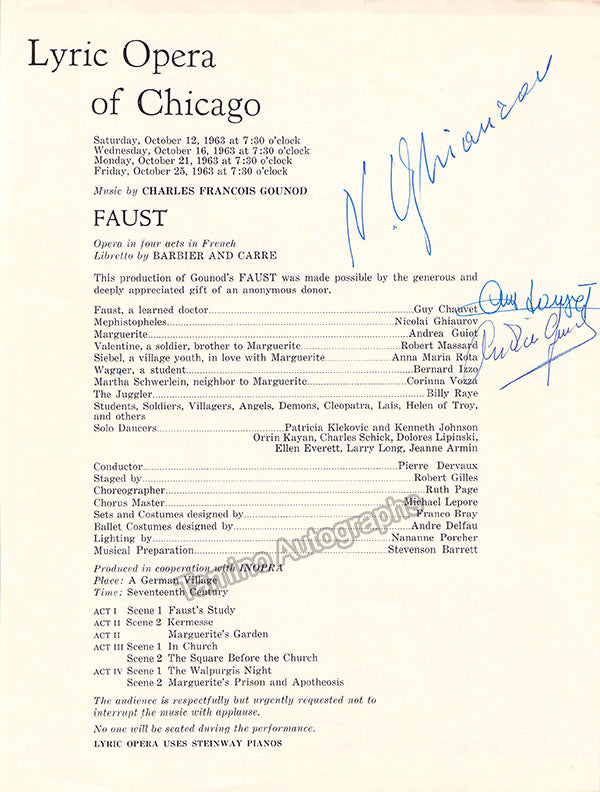 Lyric Opera
of Chicago
Saturday, October 12, 1963 at 7:30 o'clock
Wednesday, October 16, 1963 at 7:30 o'clock
Monday, October 21, 1963 at 7:30 o'clock
Friday, October 25, 1963 at 7:30 o'clock
Music by CHARLES FRANCOIS GOUNOD
N. Ghiaurov
FAUST
Opera in four acts in French
Libretto by BARBIER AND CARRE
This production of Gounod's FAUST was made possible by the generous and
deeply appreciated gift of an anonymous donor.
Faust, a learned doctor Guy Chauvet
Guy Chauvet
Mephistopheles Nicolai Ghiurov
Marguerite Andrea Guiot
Andrea Guiot
Valentine, a soldier, brother to Marguerite Robert Massard
Siebel, a village youth, in love with Marguerite Anna Maria Rota
Wagner, a student Bernard Izzo
Martha Schwerlein, neighbor to Marguerite Corinna Vozza
The Juggler Billy Raye
Students, Soldiers, Villagers, Angels, Demons, Cleopatra, Lais, Helen of Troy,
and others
Solo Dancers Patricia Klekovic and Kenneth Johnson
Orrin Kayan, Charles Schick, Dolores Lipinski,
Ellen Everett, Larry Long, Jeanne Armin
Conductor Pierre Dervaux
Staged by Robert Gilles
Choreographer Ruth Page
Chorus Master Michael Lepore
Sets and Costumes designed by Franco Bray
Ballet Costumes designed by Andre Delfau
Lighting by Nananne Porcher
Musical Preparation Stevenson Barrett
Tamino Autographs
Produced in cooperation with INOPRA
Place: A German Village
Time: Seventeenth Century
ACT I Scene 1 Faust's Study
ACT II Scene 2 Kermesse
ACT II Marguerite's Garden
ACT III Scene 1 In Church
Scene 2 The Square Before the Church
ACT IV Scene 1 The Walpurgis Night
Scene 2 Marguerite's Prison and Apotheosis
The audience is respectfully but urgently requested not to
interrupt the music with applause.
No one will be seated during the performance.
LYRIC OPERA USES STEINWAY PIANOS